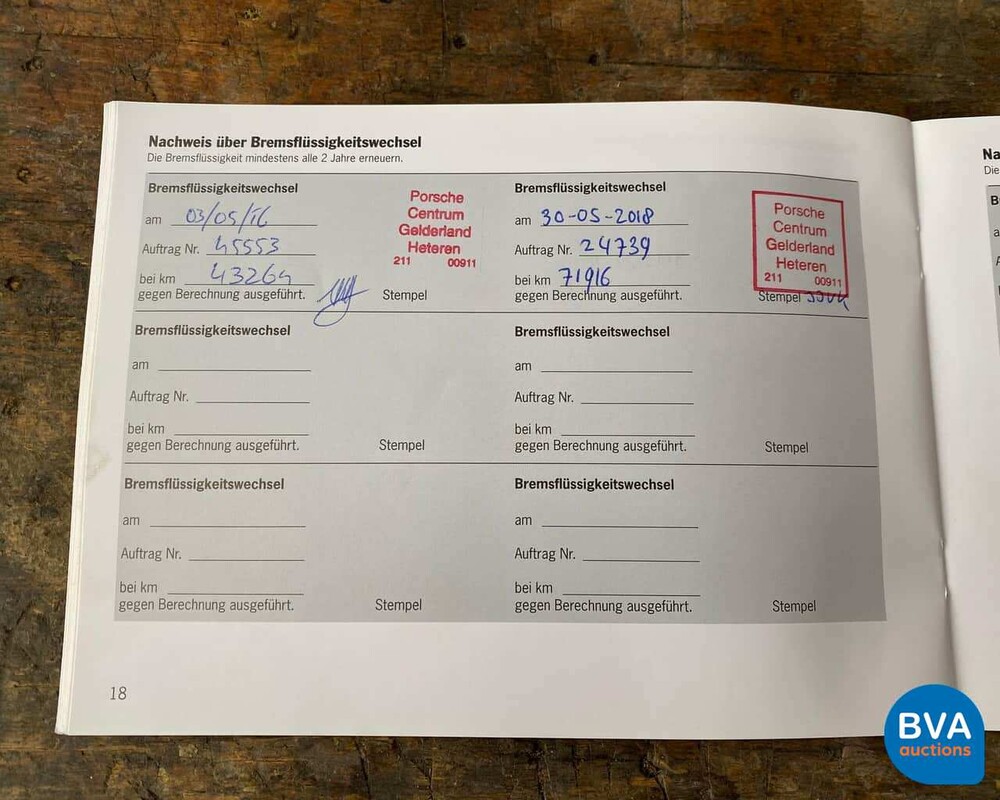 Nachweis über Bremsflüssigkeitswechsel
Die Bremsflüssigkeit mindestens alle 2 Jahre erneuern.
Bremsflüssigkeitswechsel
am 03/05/16
Auftrag Nr. 45553
bei km 43264
gegen Berechnung ausgeführt.
Stempel
Porsche
Centrum
Gelderland
Heteren
211 00911
Bremsflüssigkeitswechsel
am 30-05-2018
Auftrag Nr. 24739
bei km 71916
gegen Berechnung ausgeführt.
Stempel
Porsche
Centrum
Gelderland
Heteren
211 00911
Bremsflüssigkeitswechsel
am
Auftrag Nr.
bei km
gegen Berechnung ausgeführt.
Stempel
Bremsflüssigkeitswechsel
am
Auftrag Nr.
bei km
gegen Berechnung ausgeführt.
Stempel
Bremsflüssigkeitswechsel
am
Auftrag Nr.
bei km
gegen Berechnung ausgeführt.
Stempel
Bremsflüssigkeitswechsel
am
Auftrag Nr.
bei km
gegen Berechnung ausgeführt.
Stempel
18
Na
Die
B
a
BVA
auctions